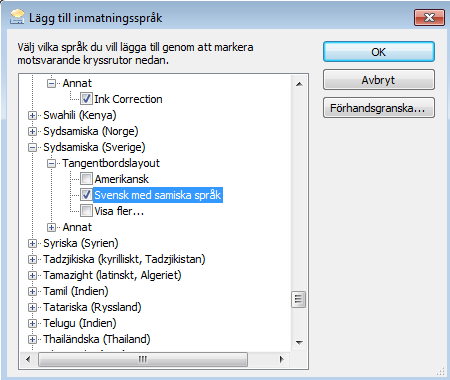 Lägg till inmatningsspråk
Välj vilka språk du vill lägga till genom att markera
motsvarande kryssrutor nedan.
OK
Avbryt
Förhandsgranska...
Annat
Ink Correction
Swahili (Kenya)
Sydsamiska (Norge)
Sydsamiska (Sverige)
Tangentbordslayout
Amerikansk
Svensk med samiska språk
Visa fler...
Annat
Syriska (Syrien)
Tadzjikiska (kyrilliskt, Tadzjikistan)
Tamazight (latinskt, Algeriet)
Tamil (Indien)
Tatariska (Ryssland)
Telugu (Indien)
Thailändska (Thailand)